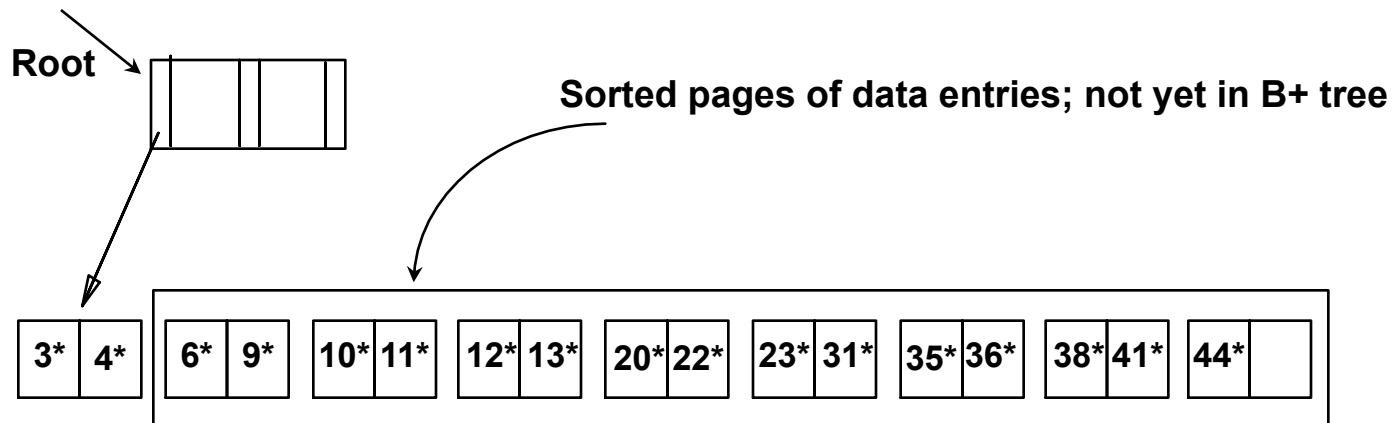 Root
Sorted pages of data entries; not yet in B+ tree
3* 4* 6* 9* 10* 11* 12* 13* 20* 22* 23* 31* 35* 36* 38* 41* 44*